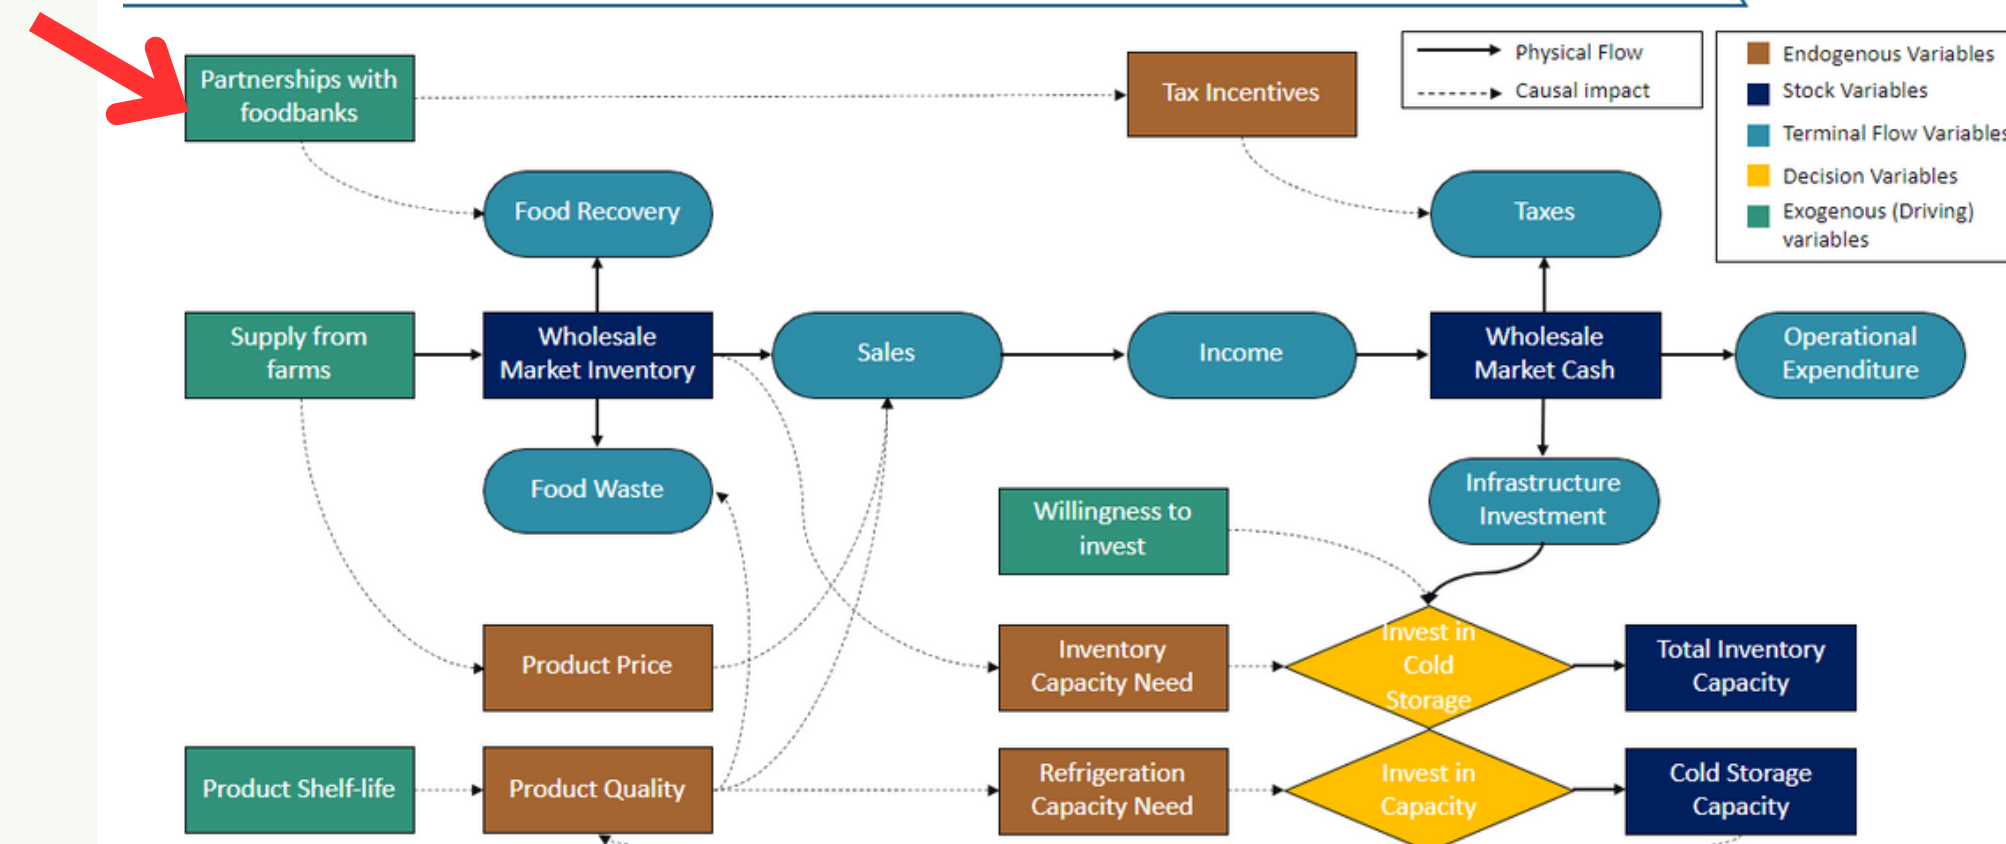 Partnerships with
foodbanks
Tax Incentives
Physical Flow
Causal impact
Endogenous Variables
Stock Variables
Terminal Flow Variables
Decision Variables
Exogenous (Driving)
variables
Food Recovery
Taxes
Supply from
farms
Wholesale
Market Inventory
Sales
Income
Wholesale
Market Cash
Operational
Expenditure
Food Waste
Willingness to
invest
Infrastructure
Investment
Product Price
Inventory
Capacity Need
Invest in
Cold
Storage
Total Inventory
Capacity
Product Shelf-life
Product Quality
Refrigeration
Capacity Need
Invest in
Capacity
Cold Storage
Capacity